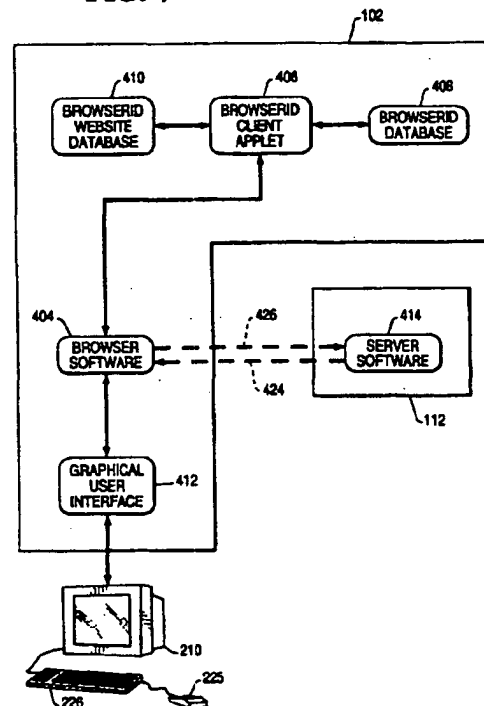 102
410
406
408
BROWSERID
WEBSITE
DATABASE
BROWSERID
CLIENT
APPLET
BROWSERID
DATABASE
404
426
414
BROWSER
SOFTWARE
SERVER
SOFTWARE
424
112
GRAPHICAL
USER
INTERFACE
412
210
225
226